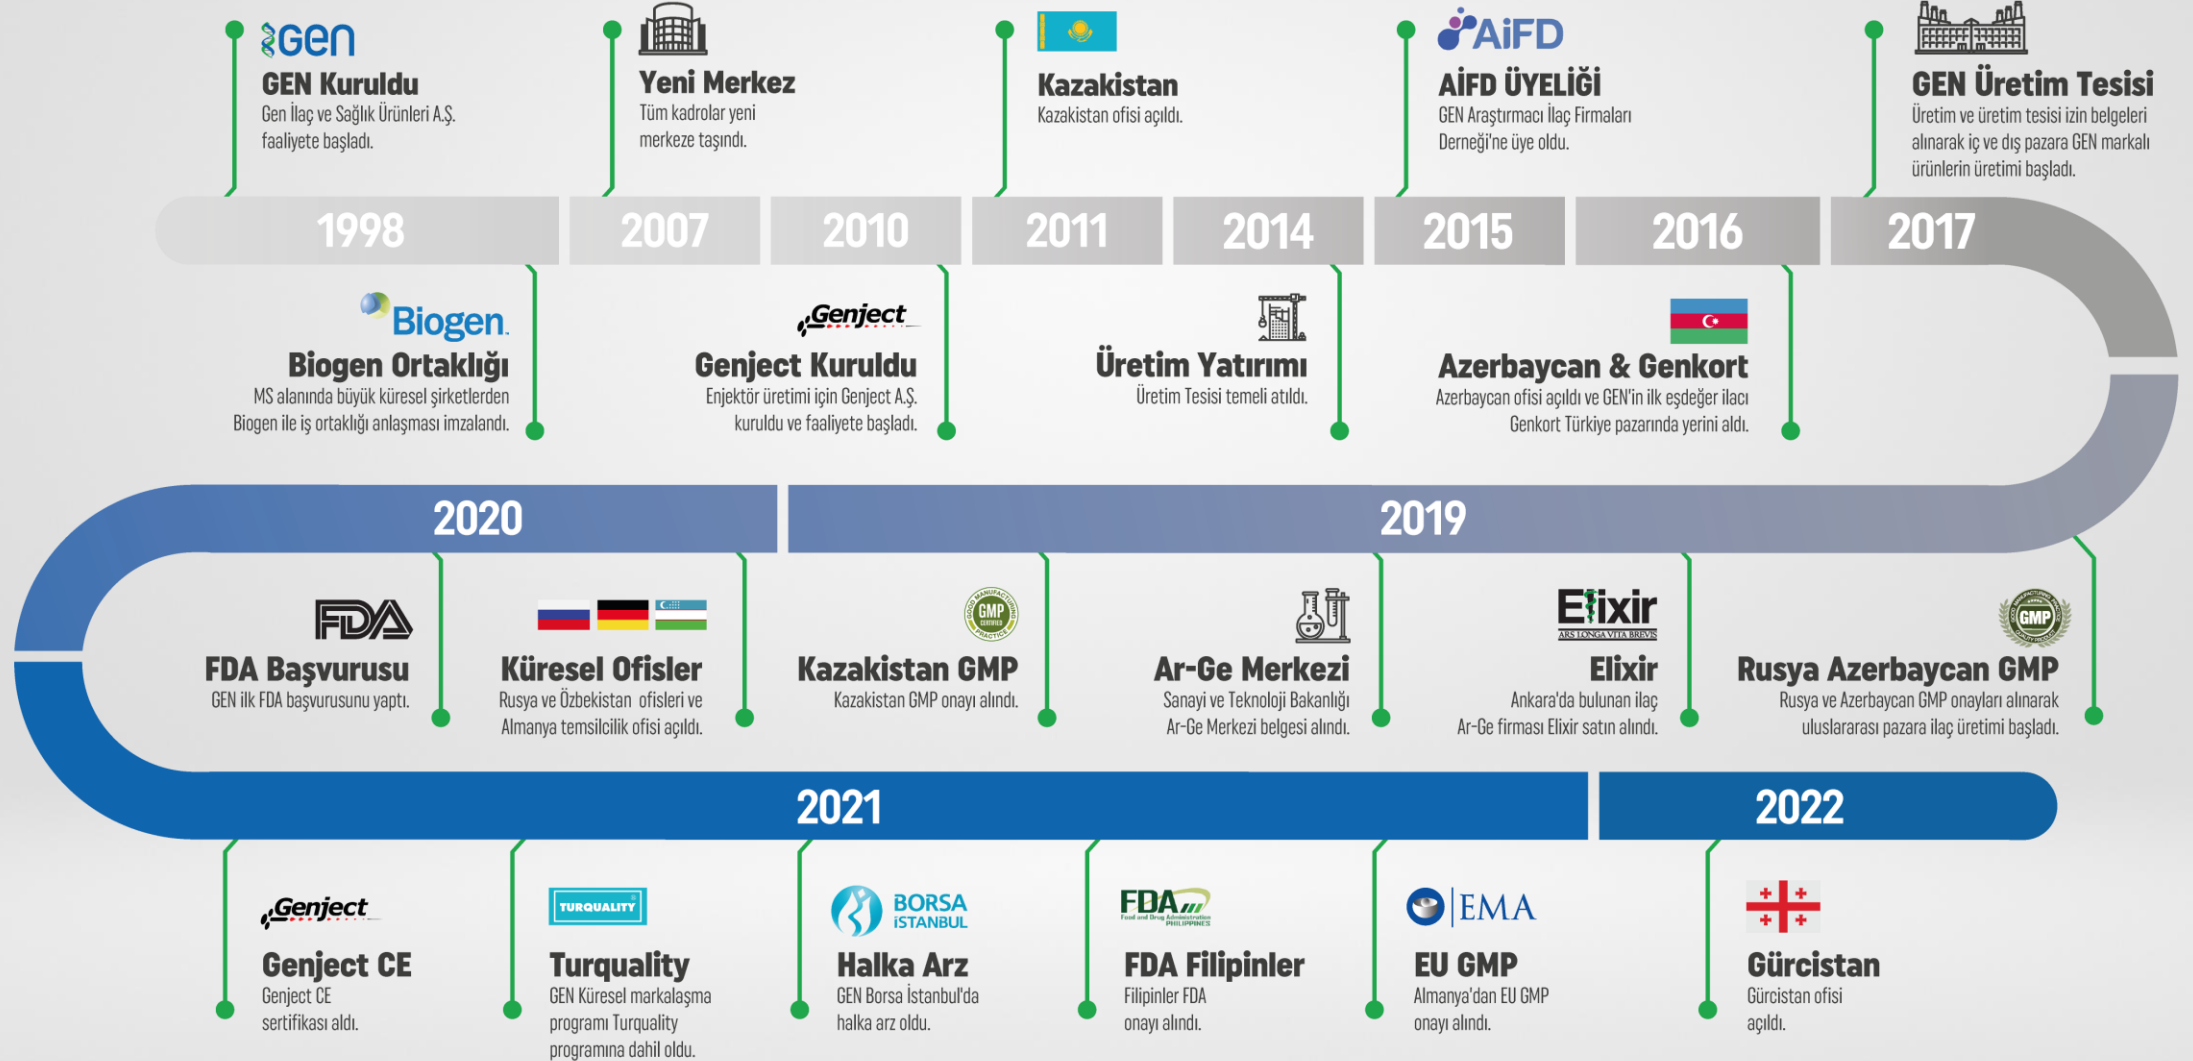 Gen
GEN Kuruldu
Gen İlaç ve Sağlık Ürünleri A.Ş.
faaliyete başladı.
Yeni Merkez
Tüm kadrolar yeni
merkeze taşındı.
Kazakistan
Kazakistan ofisi açıldı.
AiFD
AİFD ÜYELİĞİ
GEN Araştırmacı İlaç Firmaları
Derneği'ne üye oldu.
GEN Üretim Tesisi
Üretim ve üretim tesisi izin belgeleri
alınarak iç ve dış pazara GEN markalı
ürünlerin üretimi başladı.
1998
2007
2010
2011
2014
2015
2016
2017
Biogen
Biogen Ortaklığı
MS alanında büyük küresel şirketlerden
Biogen ile iş ortaklığı anlaşması imzalandı.
Genject
Genject Kuruldu
Enjektör üretimi için Genject A.Ş.
kuruldu ve faaliyete başladı.
Üretim Yatırımı
Üretim Tesisi temeli atıldı.
Azerbaycan & Genkort
Azerbaycan ofisi açıldı ve GEN'in ilk eşdeğer ilacı
Genkort Türkiye pazarında yerini aldı.
2020
2019
FDA
FDA Başvurusu
GEN ilk FDA başvurusunu yaptı.
Küresel Ofisler
Rusya ve Özbekistan ofisleri ve
Almanya temsilcilik ofisi açıldı.
GOOD MANUFACTURING
GMP
CERTIFIED
PRACTICE
Kazakistan GMP
Kazakistan GMP onayı alındı.
Ar-Ge Merkezi
Sanayi ve Teknoloji Bakanlığı
Ar-Ge Merkezi belgesi alındı.
Elixir
ARS LONGA VITA BREVIS
Elixir
Ankara'da bulunan ilaç
Ar-Ge firması Elixir satın alındı.
GMP
Rusya Azerbaycan GMP
Rusya ve Azerbaycan GMP onayları alınarak
uluslararası pazara ilaç üretimi başladı.
2021
2022
Genject
Genject CE
Genject CE
sertifikası aldı.
TURQUALITY
Turquality
GEN Küresel markalaşma
programı Turquality
programına dahil oldu.
BORSA
İSTANBUL
Halka Arz
GEN Borsa İstanbul'da
halka arz oldu.
FDA
Food and Drug Administration
PHILIPPINES
FDA Filipinler
Filipinler FDA
onayı alındı.
EMA
EU GMP
Almanya'dan EU GMP
onayı alındı.
Gürcistan
Gürcistan ofisi
açıldı.